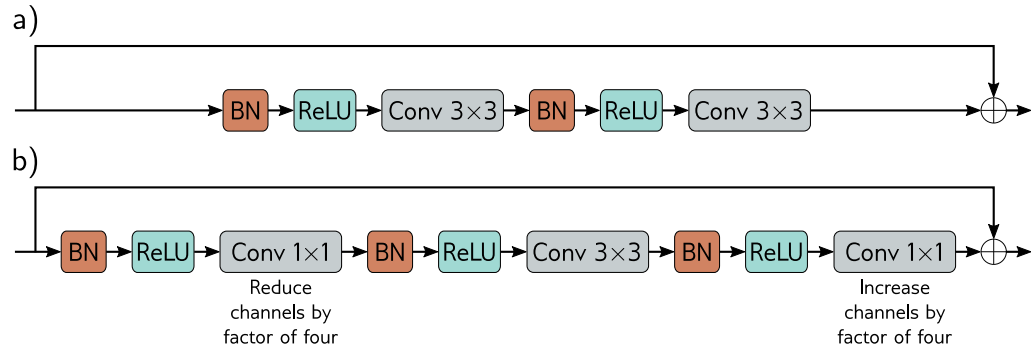 a)
BN ReLU Conv 3×3 BN ReLU Conv 3×3
b)
BN ReLU Conv 1×1 BN ReLU Conv 3×3 BN ReLU Conv 1×1
Reduce
channels by
factor of four
Increase
channels by
factor of four